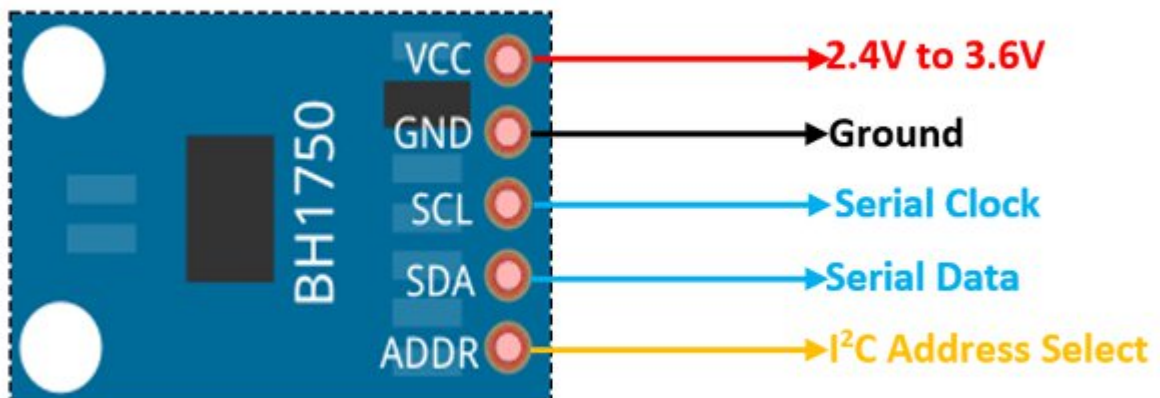 VCC 2.4V to 3.6V
GND Ground
SCL Serial Clock
SDA Serial Data
ADDR I²C Address Select
BH1750